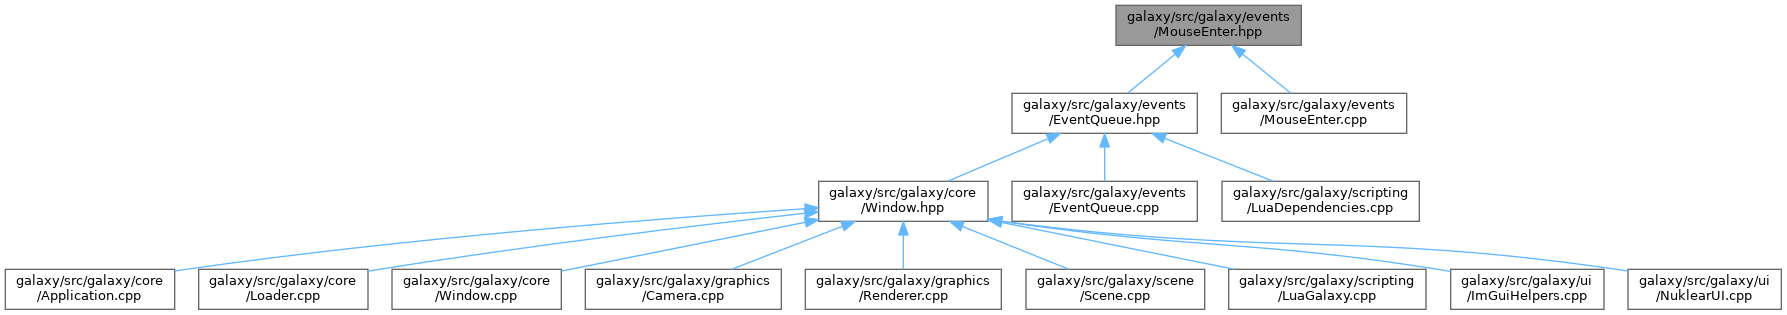 galaxy/src/galaxy/events
/MouseEnter.hpp
galaxy/src/galaxy/events
/EventQueue.hpp
galaxy/src/galaxy/events
/MouseEnter.cpp
galaxy/src/galaxy/core
/Window.hpp
galaxy/src/galaxy/events
/EventQueue.cpp
galaxy/src/galaxy/scripting
/LuaDependencies.cpp
galaxy/src/galaxy/core
/Application.cpp
galaxy/src/galaxy/core
/Loader.cpp
galaxy/src/galaxy/core
/Window.cpp
galaxy/src/galaxy/graphics
/Camera.cpp
galaxy/src/galaxy/graphics
/Renderer.cpp
galaxy/src/galaxy/scene
/Scene.cpp
galaxy/src/galaxy/scripting
/LuaGalaxy.cpp
galaxy/src/galaxy/ui
/ImGuiHelpers.cpp
galaxy/src/galaxy/ui
/NuklearUI.cpp